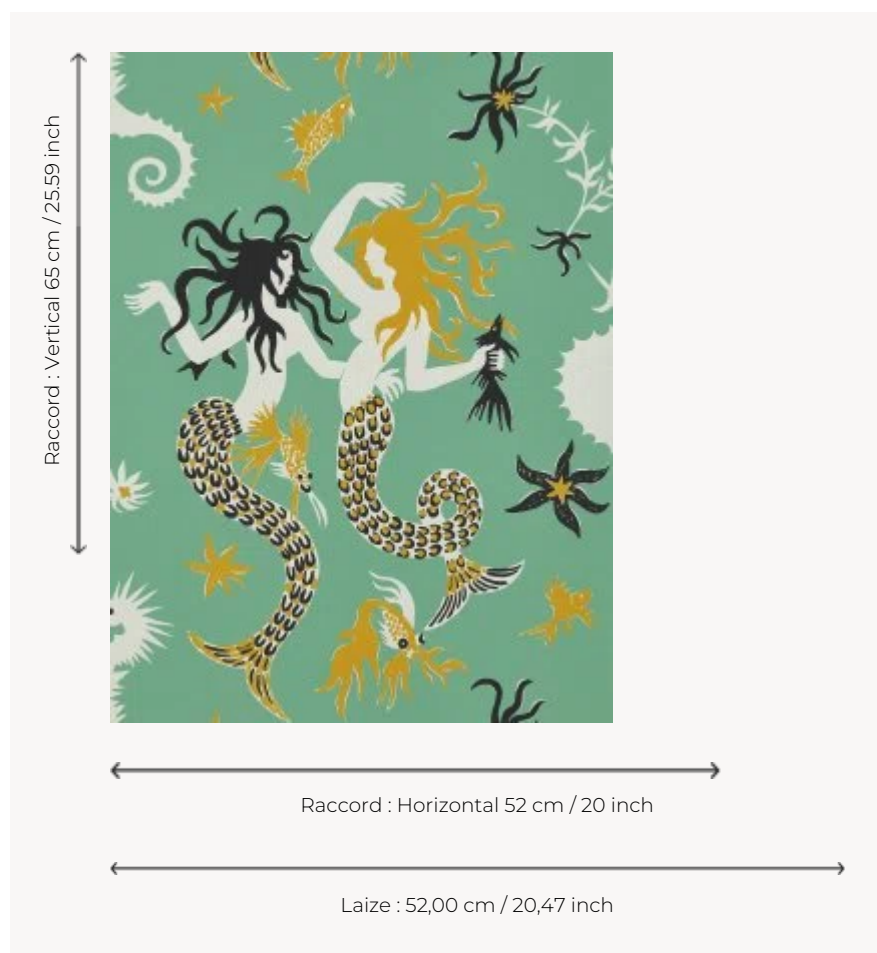 Raccord : Vertical 65 cm / 25.59 inch
Raccord : Horizontal 52 cm / 20 inch
Laize : 52,00 cm / 20,47 inch